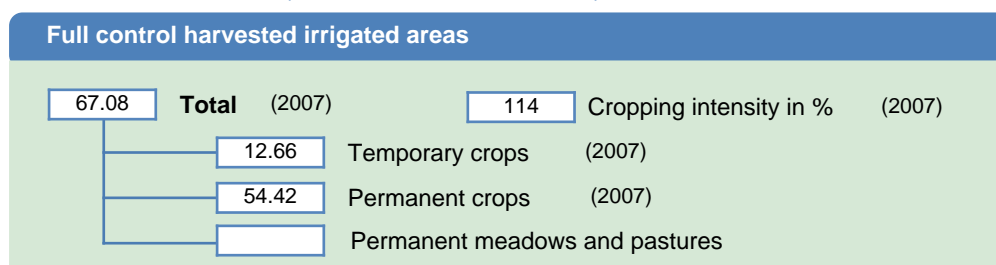 Full control harvested irrigated areas
67.08 Total (2007) 114 Cropping intensity in % (2007)
12.66 Temporary crops (2007)
54.42 Permanent crops (2007)
Permanent meadows and pastures